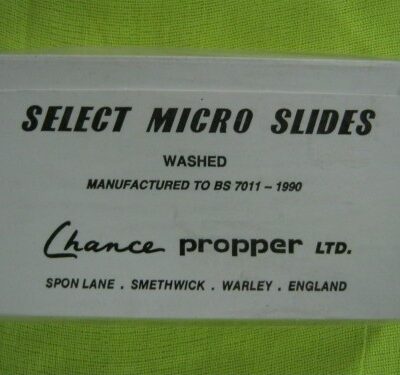 SELECT MICRO SLIDES
WASHED
MANUFACTURED TO BS 7011 – 1990
Chance propper LTD.
SPON LANE . SMETHWICK . WARLEY . ENGLAND